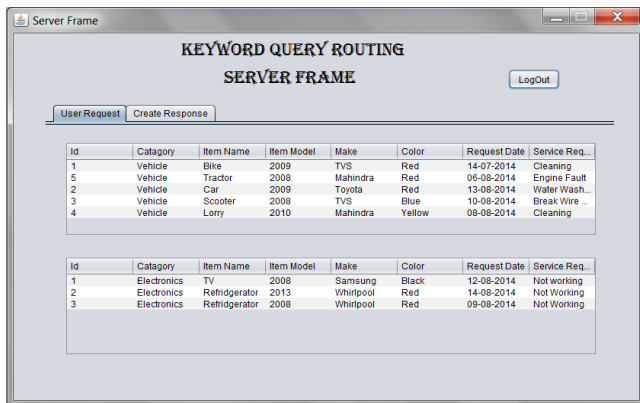 Server Frame
KEYWORD QUERY ROUTING
SERVER FRAME
LogOut
User Request Create Response
Id Catagory Item Name Item Model Make Color Request Date Service Req...
1 Vehicle Bike 2009 TVS Red 14-07-2014 Cleaning
5 Vehicle Tractor 2008 Mahindra Red 06-08-2014 Engine Fault
2 Vehicle Car 2009 Toyota Red 13-08-2014 Water Wash...
3 Vehicle Scooter 2008 TVS Blue 10-08-2014 Break Wire ...
4 Vehicle Lorry 2010 Mahindra Yellow 08-08-2014 Cleaning
Id Catagory Item Name Item Model Make Color Request Date Service Req...
1 Electronics TV 2008 Samsung Black 12-08-2014 Not working
2 Electronics Refridgerator 2013 Whirlpool Red 14-08-2014 Not Working
3 Electronics Refridgerator 2008 Whirlpool Red 09-08-2014 Not Working